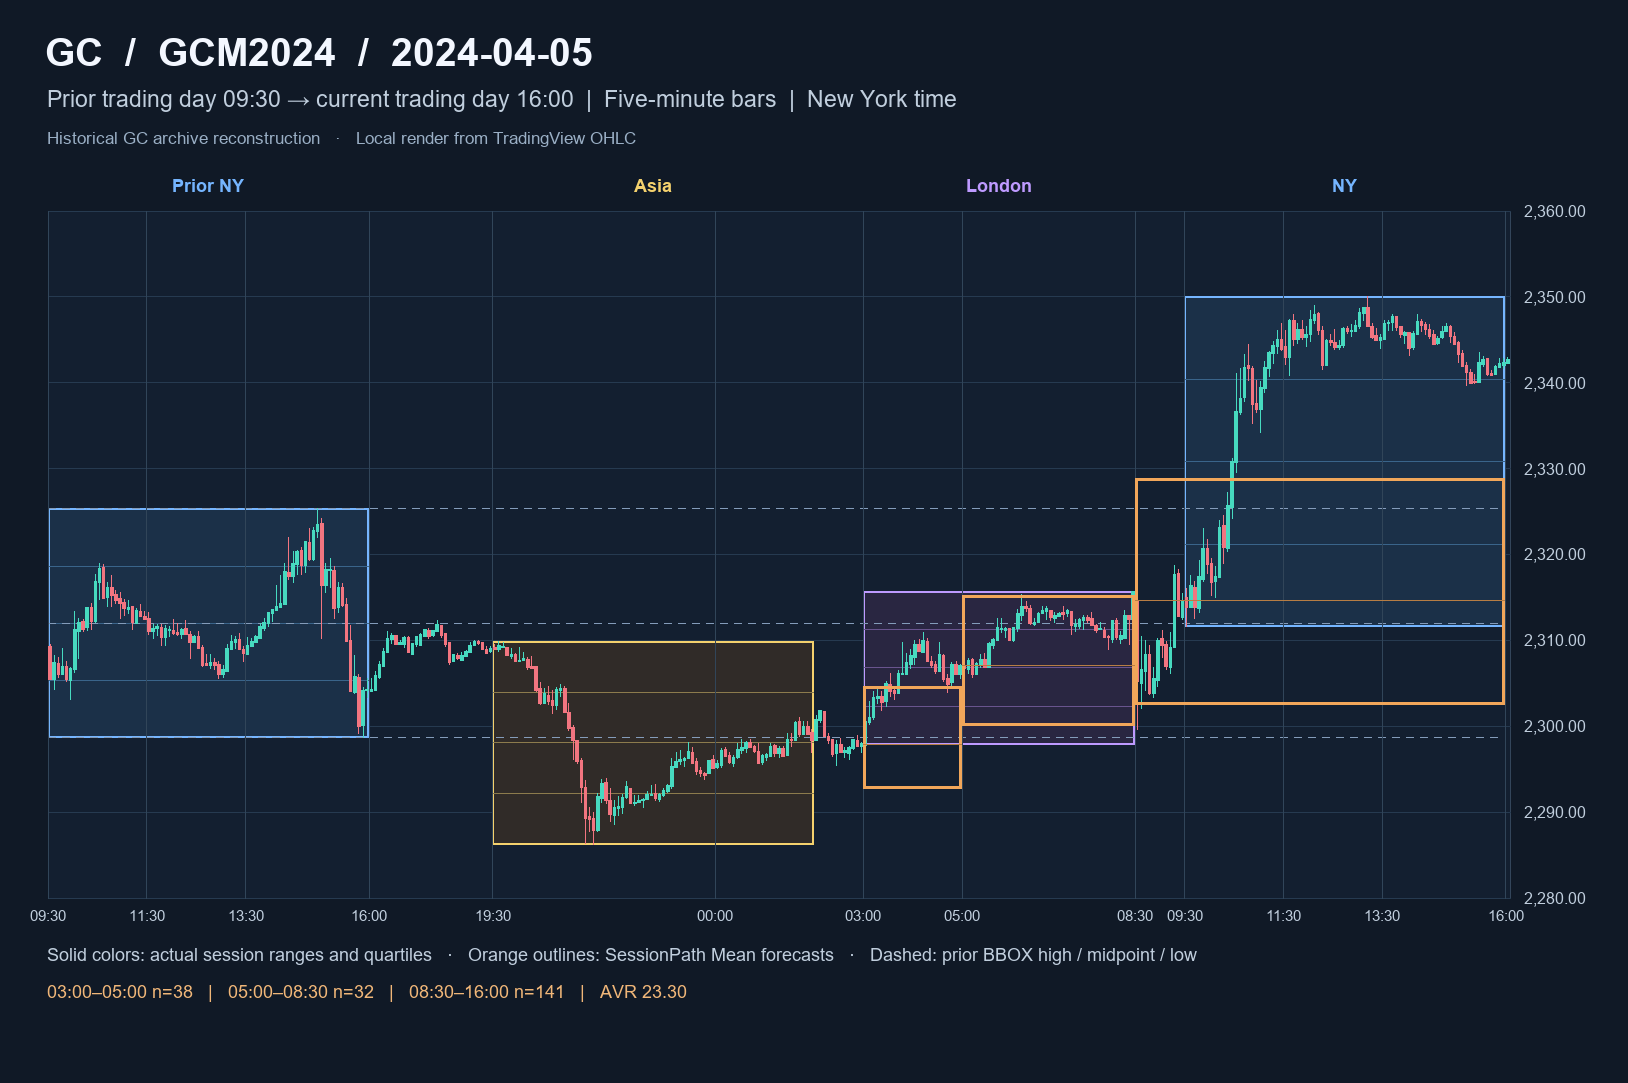 GC / GCM2024 / 2024-04-05
Prior trading day 09:30 → current trading day 16:00 | Five-minute bars | New York time
Historical GC archive reconstruction · Local render from TradingView OHLC
Prior NY Asia London NY
2,360.00
2,350.00
2,340.00
2,330.00
2,320.00
2,310.00
2,300.00
2,290.00
2,280.00
09:30 11:30 13:30 16:00 19:30 00:00 03:00 05:00 08:30 09:30 11:30 13:30 16:00
Solid colors: actual session ranges and quartiles · Orange outlines: SessionPath Mean forecasts · Dashed: prior BBOX high / midpoint / low
03:00–05:00 n=38 | 05:00–08:30 n=32 | 08:30–16:00 n=141 | AVR 23.30